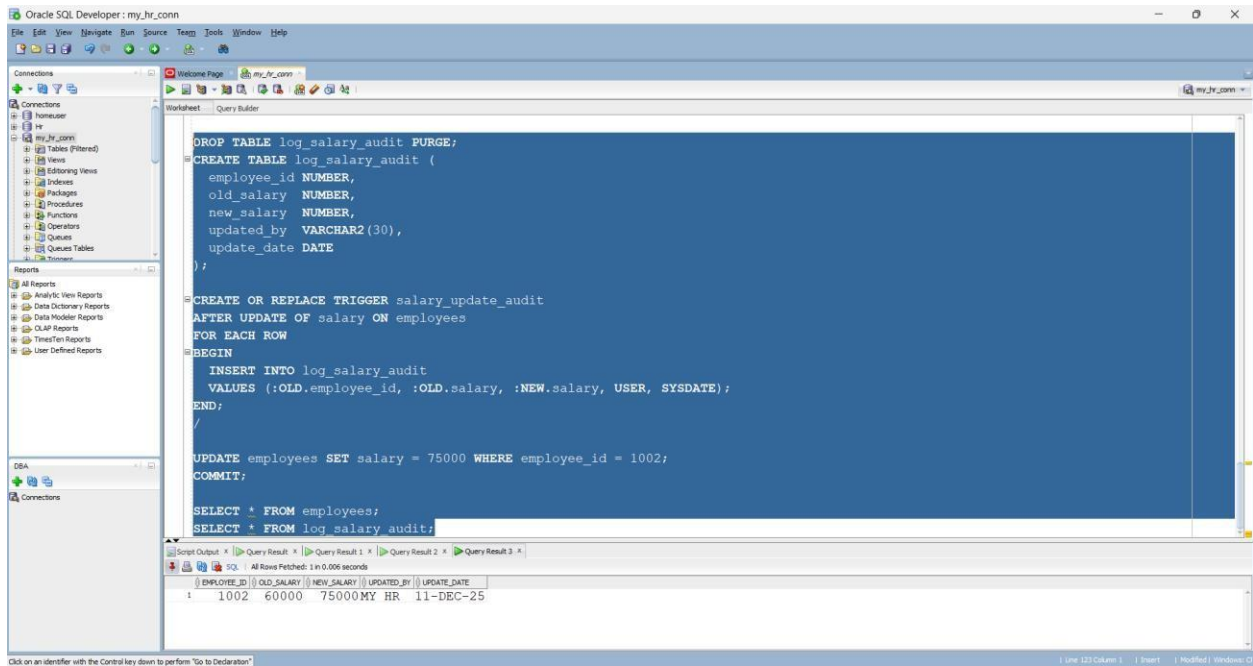 Oracle SQL Developer : my_hr_conn
File Edit View Navigate Run Source Team Tools Window Help
Connections
Connections
homeuser
Hr
my_hr_conn
Tables (Filtered)
Views
Editioning Views
Indexes
Packages
Procedures
Functions
Operators
Queues
Queues Tables
Triggers
Reports
All Reports
Analytic View Reports
Data Dictionary Reports
Data Modeler Reports
OLAP Reports
TimesTen Reports
User Defined Reports
DBA
Connections
Welcome Page my_hr_conn
my_hr_conn
Worksheet Query Builder
DROP TABLE log_salary_audit PURGE;
CREATE TABLE log_salary_audit (
employee_id NUMBER,
old_salary NUMBER,
new_salary NUMBER,
updated_by VARCHAR2(30),
update_date DATE
);
CREATE OR REPLACE TRIGGER salary_update_audit
AFTER UPDATE OF salary ON employees
FOR EACH ROW
BEGIN
INSERT INTO log_salary_audit
VALUES (:OLD.employee_id, :OLD.salary, :NEW.salary, USER, SYSDATE);
END;
/
UPDATE employees SET salary = 75000 WHERE employee_id = 1002;
COMMIT;
SELECT * FROM employees;
SELECT * FROM log_salary_audit;
Script Output x Query Result x Query Result 1 x Query Result 2 x Query Result 3 x
SQL | All Rows Fetched: 1 in 0.006 seconds
EMPLOYEE_ID OLD_SALARY NEW_SALARY UPDATED_BY UPDATE_DATE
1 1002 60000 75000 MY HR 11-DEC-25
Click on an identifier with the Control key down to perform "Go to Declaration"
Line 123 Column 1 | Insert | Modified | Windows: C